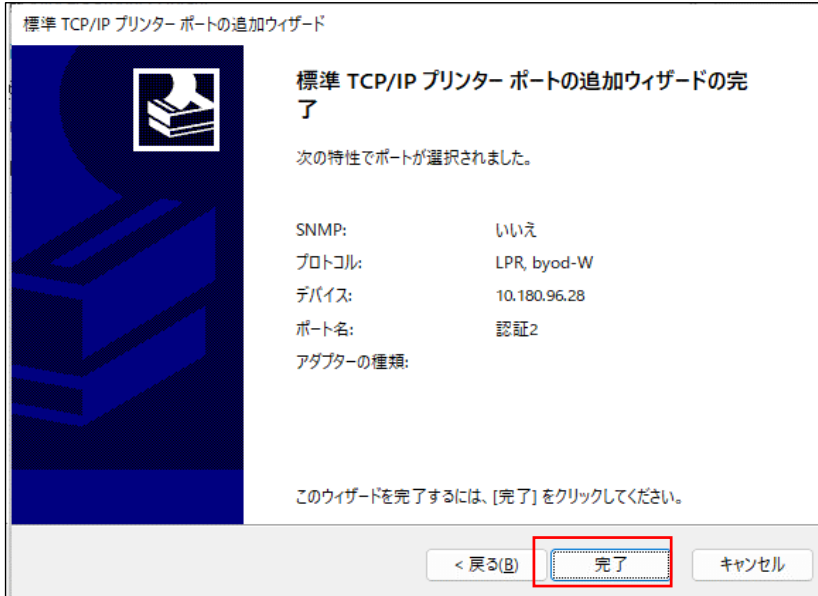 標準 TCP/IP プリンター ポートの追加ウィザード
標準 TCP/IP プリンター ポートの追加ウィザードの完
了
次の特性でポートが選択されました。
SNMP: いいえ
プロトコル: LPR, byod-W
デバイス: 10.180.96.28
ポート名: 認証2
アダプターの種類:
このウィザードを完了するには、[完了] をクリックしてください。
< 戻る(B) 完了 キャンセル